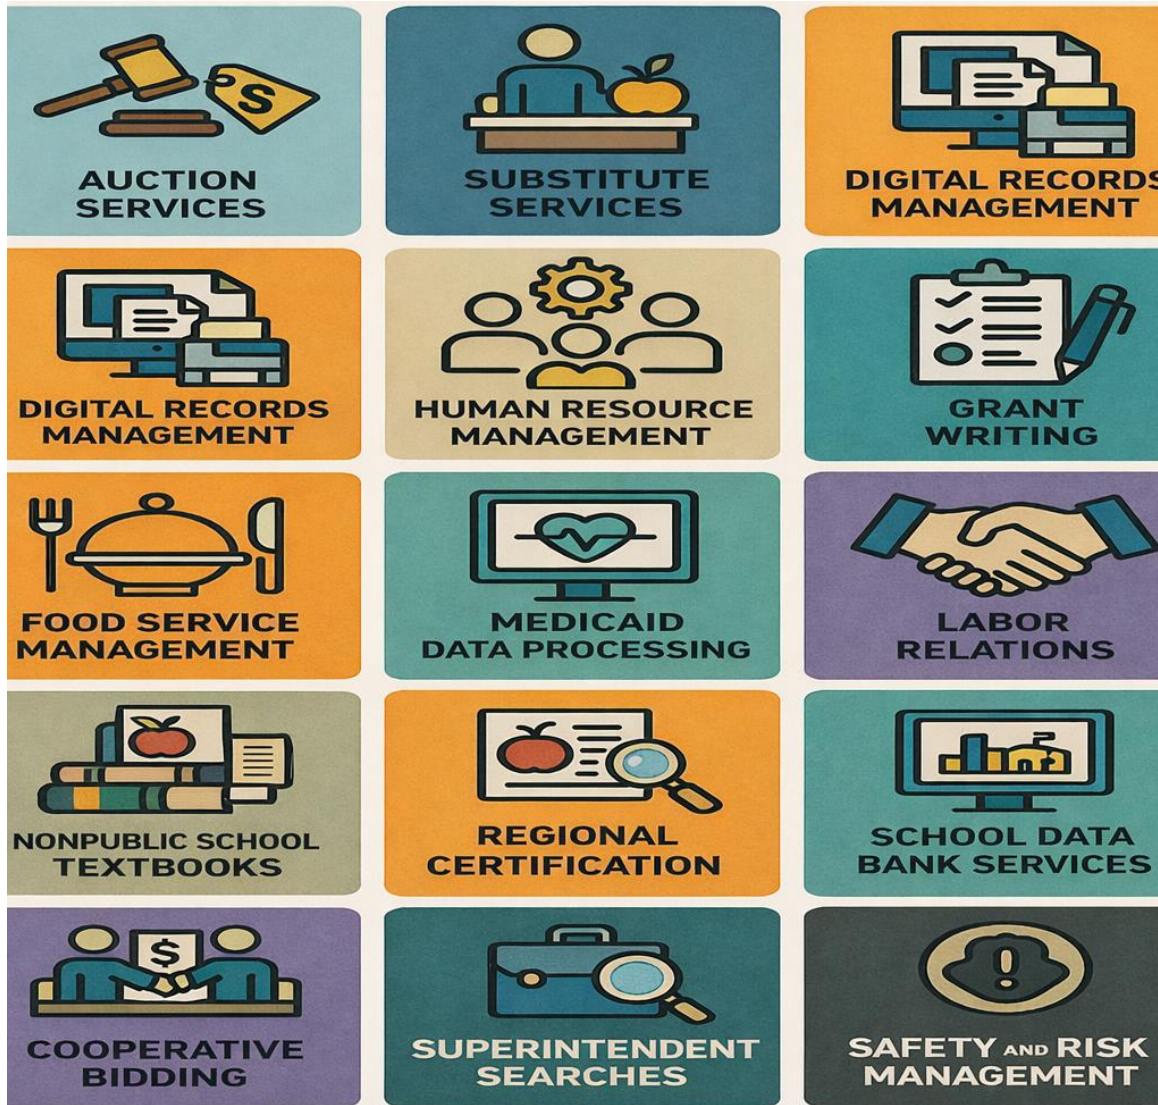 $
AUCTION
SERVICES
SUBSTITUTE
SERVICES
DIGITAL RECORDS
MANAGEMENT
DIGITAL RECORDS
MANAGEMENT
HUMAN RESOURCE
MANAGEMENT
GRANT
WRITING
FOOD SERVICE
MANAGEMENT
MEDICAID
DATA PROCESSING
LABOR
RELATIONS
NONPUBLIC SCHOOL
TEXTBOOKS
REGIONAL
CERTIFICATION
SCHOOL DATA
BANK SERVICES
$
COOPERATIVE
BIDDING
SUPERINTENDENT
SEARCHES
!
SAFETY AND RISK
MANAGEMENT